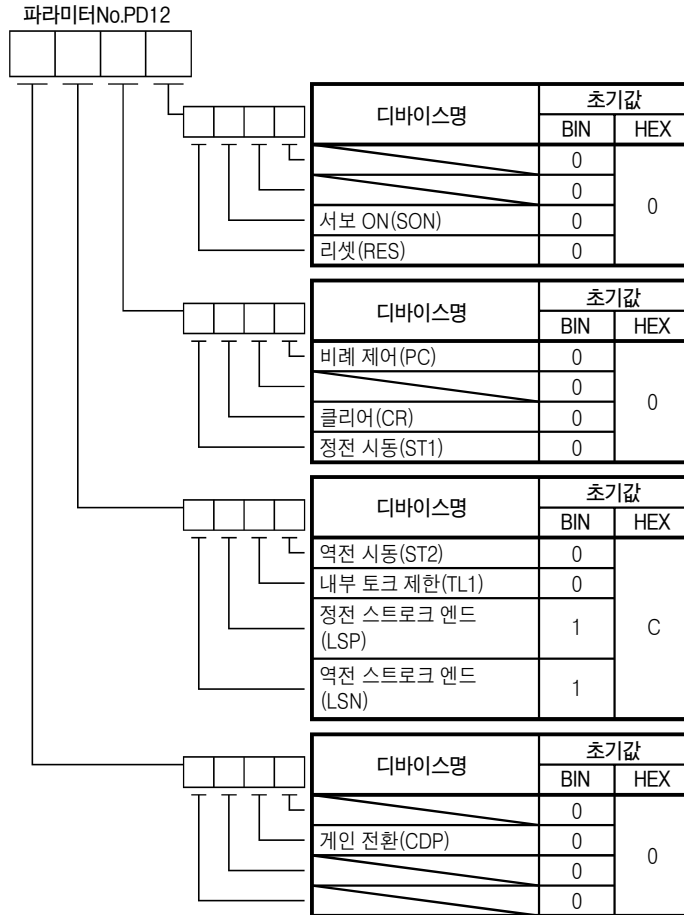 파라미터No.PD12
디바이스명 초기값
BIN HEX
0
0
서보 ON(SON) 0
리셋(RES) 0
0
디바이스명 초기값
BIN HEX
비례 제어(PC) 0
0
클리어(CR) 0
정전 시동(ST1) 0
0
디바이스명 초기값
BIN HEX
역전 시동(ST2) 0
내부 토크 제한(TL1) 0
정전 스트로크 엔드
(LSP) 1
역전 스트로크 엔드
(LSN) 1
C
디바이스명 초기값
BIN HEX
0
게인 전환(CDP) 0
0
0
0